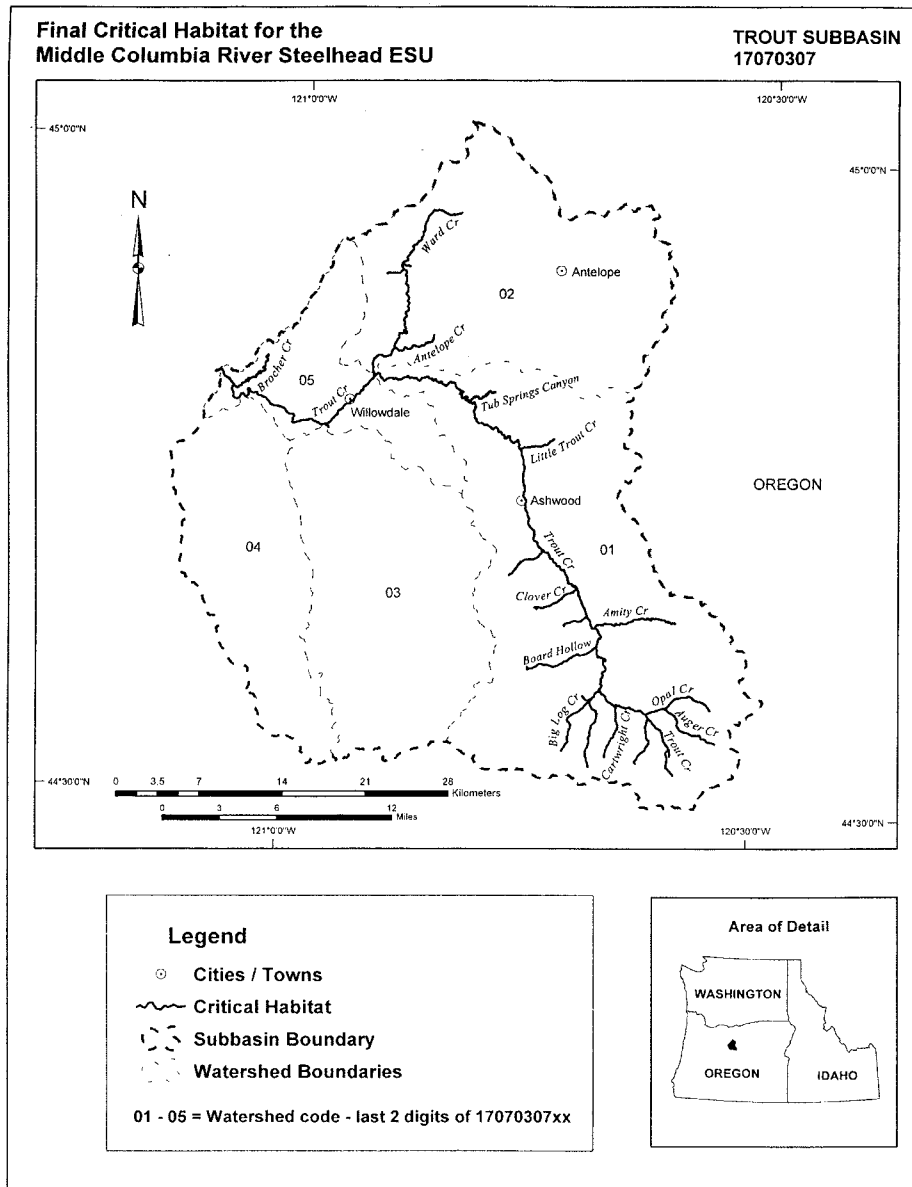 Final Critical Habitat for the
Middle Columbia River Steelhead ESU
TROUT SUBBASIN
17070307
121°0'0"W
120°30'0"W
45°0'0"N
45°0'0"N
N
Ward Cr
Antelope
02
Antelope Cr
Brocher Cr
05
Trout Cr
Willowdale
Tub Springs Canyon
Little Trout Cr
OREGON
Ashwood
04
03
01
Trout Cr
Clover Cr
Amity Cr
Board Hollow
Big Log Cr
Cartwright Cr
Opal Cr
Auger Cr
Trout Cr
44°30'0"N
0 3.5 7 14 21 28
Kilometers
0 3 6 12
Miles
44°30'0"N
121°0'0"W
120°30'0"W
Legend
Cities / Towns
Critical Habitat
Subbasin Boundary
Watershed Boundaries
01 - 05 = Watershed code - last 2 digits of 17070307xx
Area of Detail
WASHINGTON
OREGON
IDAHO